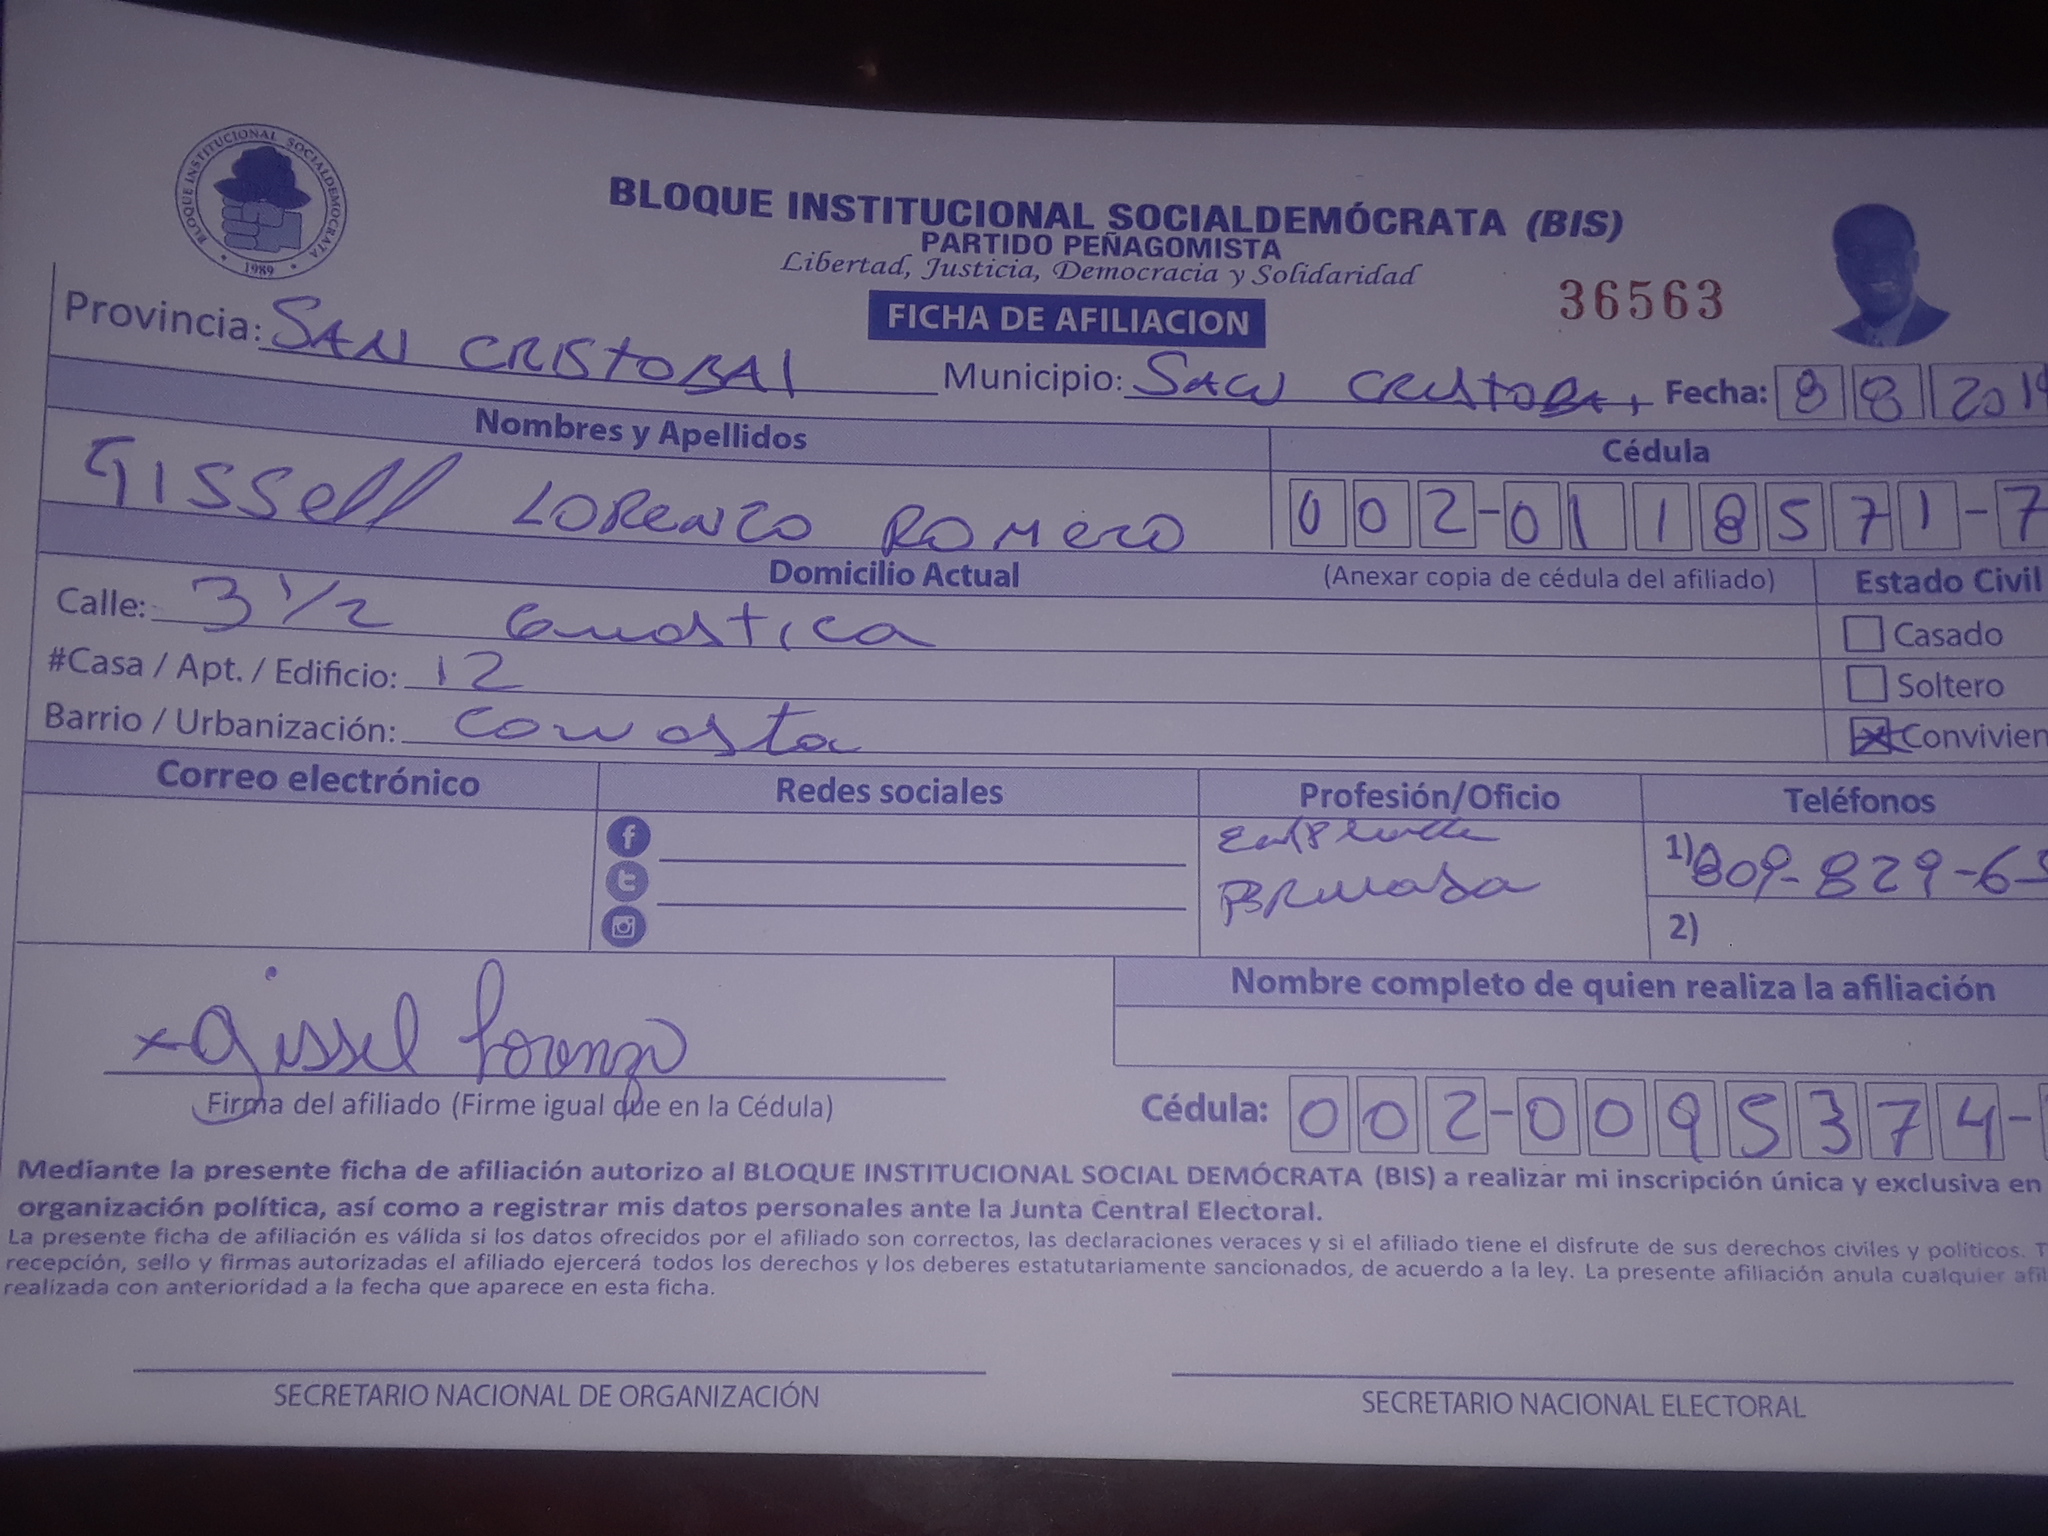 BLOQUE INSTITUCIONAL SOCIALDEMOCRATA
1989
BLOQUE INSTITUCIONAL SOCIALDEMÓCRATA (BIS)
PARTIDO PEÑAGOMISTA
Libertad, Justicia, Democracia y Solidaridad
FICHA DE AFILIACION
36563
Provincia: SAN CRISTOBAl Municipio: SAN CRISTOBAl Fecha: 8 8 2019
Nombres y Apellidos Cédula
GISSell LORENZO ROMERO 002-0118571-7
Domicilio Actual (Anexar copia de cédula del afiliado) Estado Civil
Calle: 3 1/2
Casado
#Casa / Apt. / Edificio: 12
Soltero
Barrio / Urbanización:
Convivien
Correo electrónico Redes sociales Profesión/Oficio Teléfonos
1) 809-829-6
2)
Nombre completo de quien realiza la afiliación
x Gissel Lorenzo
Firma del afiliado (Firme igual que en la Cédula)
Cédula: 002-0095374-
Mediante la presente ficha de afiliación autorizo al BLOQUE INSTITUCIONAL SOCIAL DEMÓCRATA (BIS) a realizar mi inscripción única y exclusiva en
organización política, así como a registrar mis datos personales ante la Junta Central Electoral.
La presente ficha de afiliación es válida si los datos ofrecidos por el afiliado son correctos, las declaraciones veraces y si el afiliado tiene el disfrute de sus derechos civiles y políticos. T
recepción, sello y firmas autorizadas el afiliado ejercerá todos los derechos y los deberes estatutariamente sancionados, de acuerdo a la ley. La presente afiliación anula cualquier afil
realizada con anterioridad a la fecha que aparece en esta ficha.
SECRETARIO NACIONAL DE ORGANIZACIÓN
SECRETARIO NACIONAL ELECTORAL